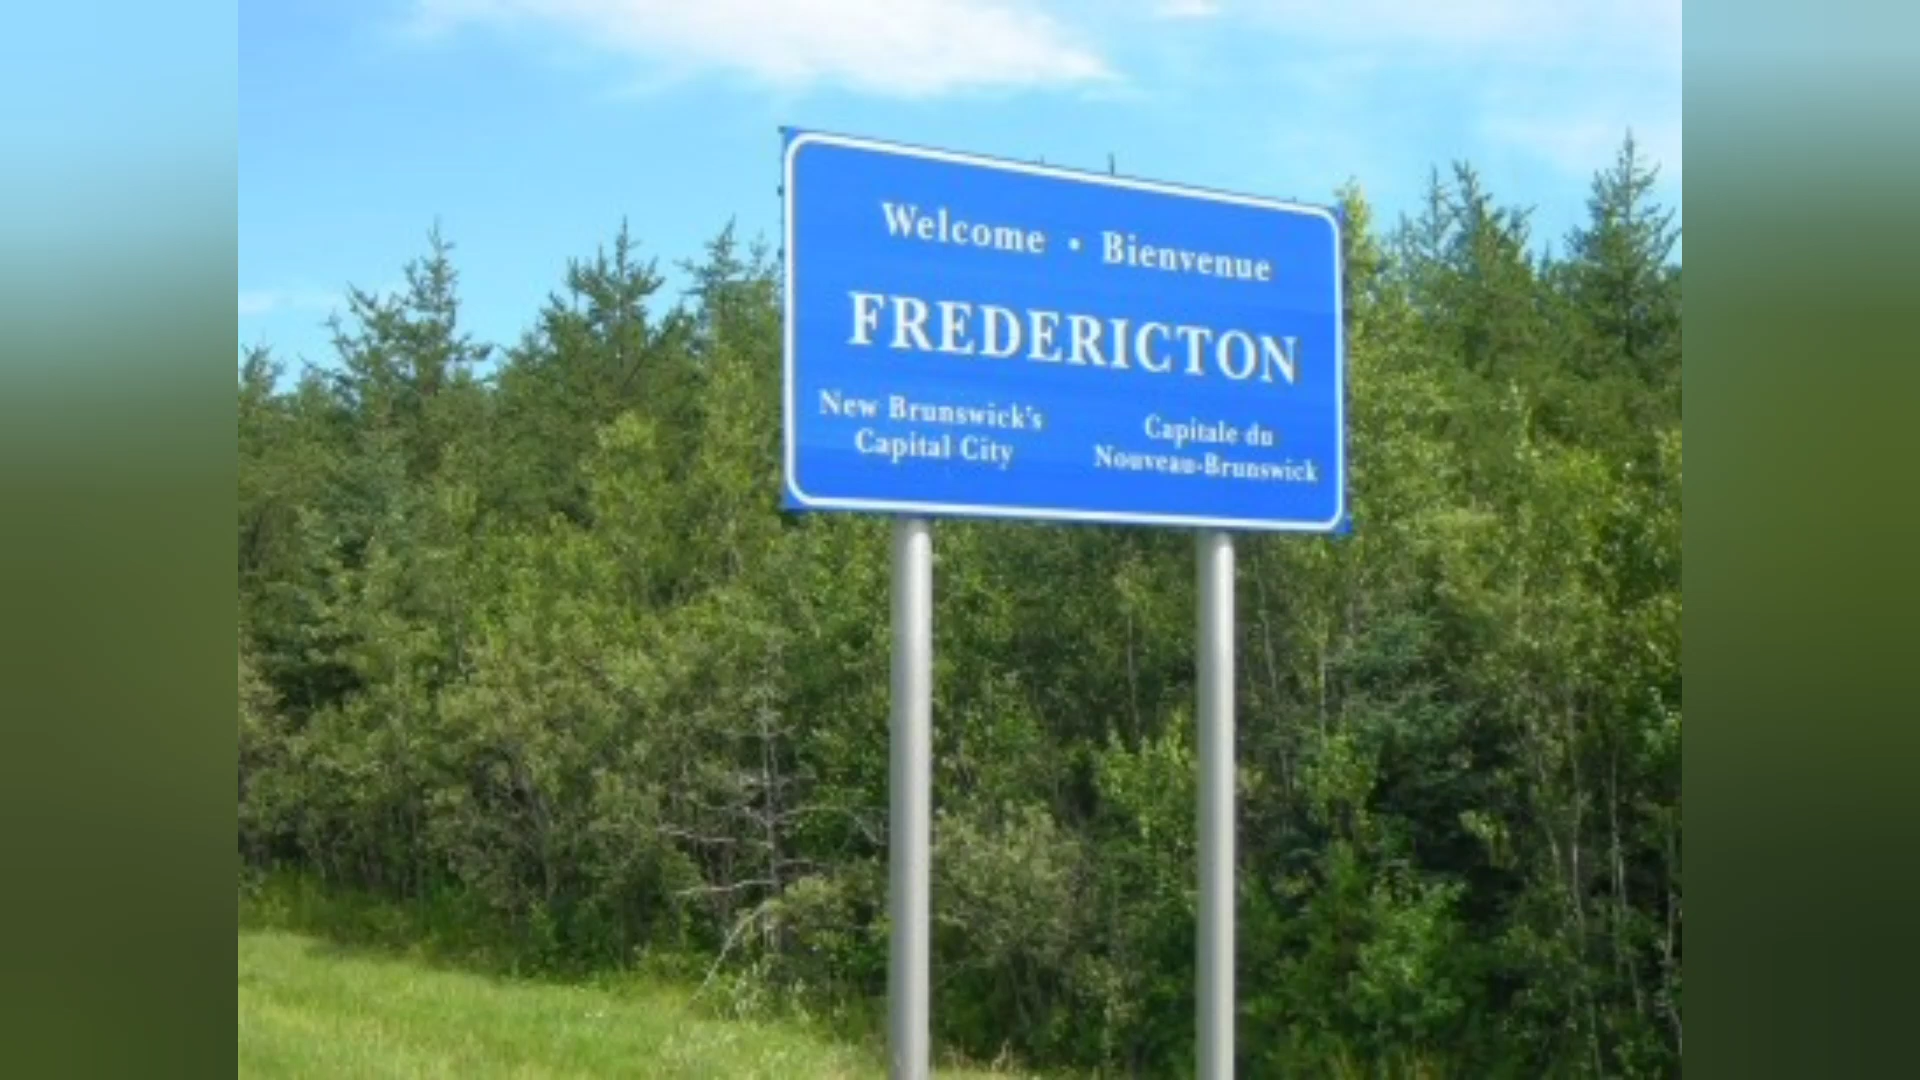 Welcome • Bienvenue
FREDERICTON
New Brunswick's
Capital City
Capitale du
Nouveau-Brunswick